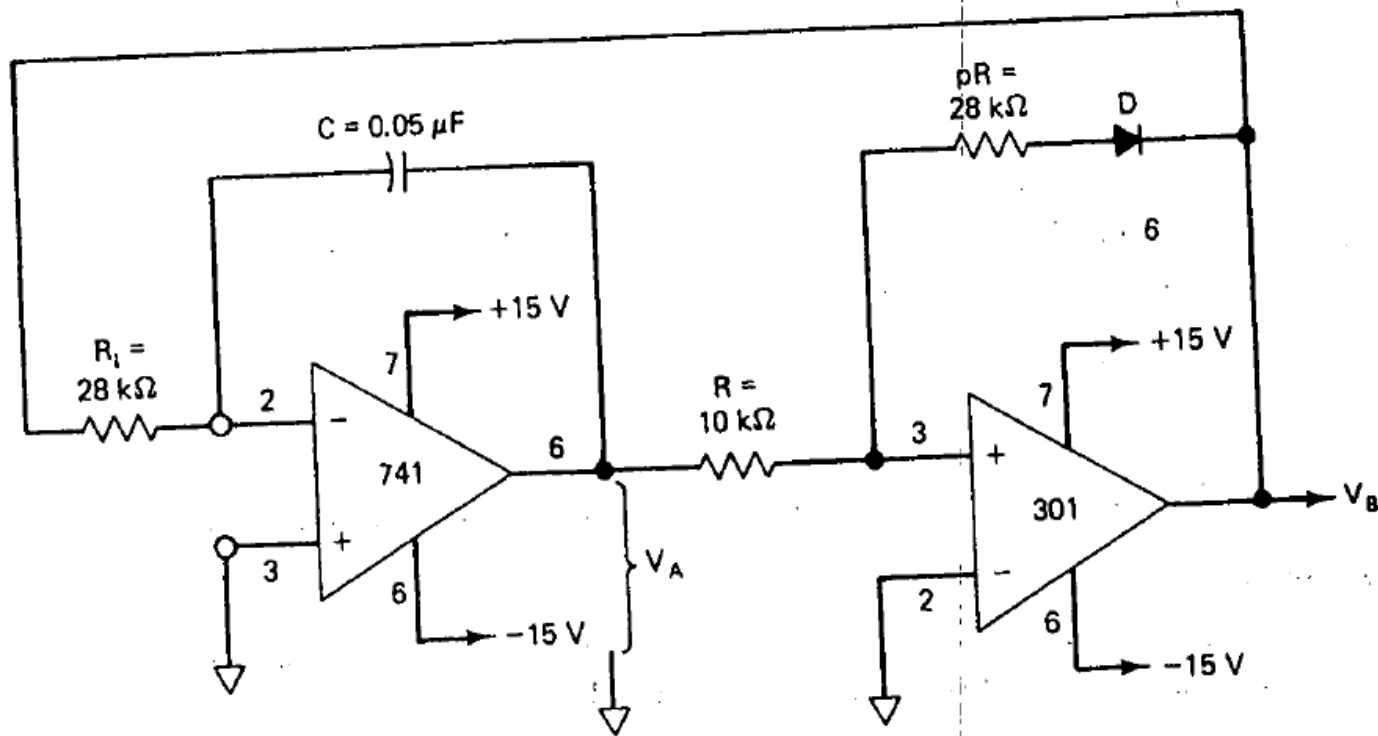 pR =
28 kΩ
D
C = 0.05 μF
6
+15 V
+15 V
7
7
Rᵢ =
28 kΩ
2
−
R =
10 kΩ
3
+
6
741
301
V_B
+
3
V_A
−
2
6
6
−15 V
−15 V